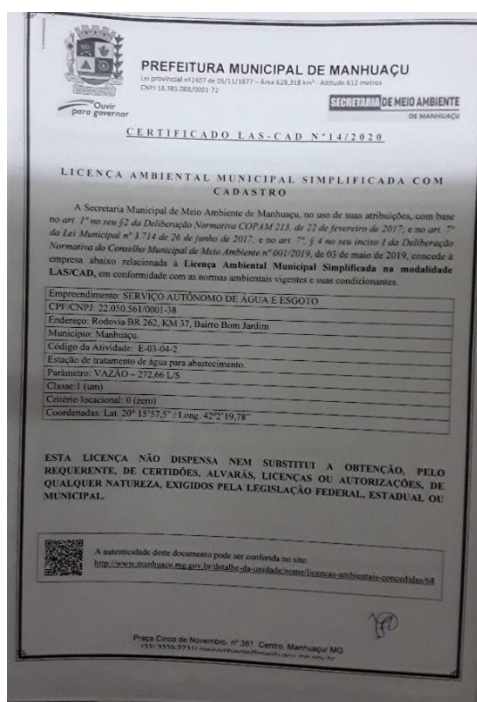 PREFEITURA MUNICIPAL DE MANHUAÇU
Lei provincial nº2407 de 05/11/1877 – Área 628,318 km² - Altitude 612 metros
CNPJ 18.385.088/0001-72
Ouvir
para governar
SECRETARIA DE MEIO AMBIENTE
DE MANHUAÇU
CERTIFICADO LAS-CAD Nº14/2020
LICENÇA AMBIENTAL MUNICIPAL SIMPLIFICADA COM
CADASTRO
A Secretaria Municipal de Meio Ambiente de Manhuaçu, no uso de suas atribuições, com base
no art. 1º no seu §2 da Deliberação Normativa COPAM 213. de 22 de fevereiro de 2017; e no art. 7º
da Lei Municipal nº 3.714 de 26 de junho de 2017, e no art. 7º, § 4 no seu inciso I da Deliberação
Normativa do Conselho Municipal de Meio Ambiente nº 001/2019, de 03 de maio de 2019, concede à
empresa abaixo relacionada à Licença Ambiental Municipal Simplificada na modalidade
LAS/CAD, em conformidade com as normas ambientais vigentes e suas condicionantes.
Empreendimento: SERVIÇO AUTÔNOMO DE ÁGUA E ESGOTO
CPF/CNPJ: 22.050.561/0001-38
Endereço: Rodovia BR 262, KM 37, Bairro Bom Jardim
Município: Manhuaçu
Código da Atividade: E-03-04-2
Estação de tratamento de água para abastecimento.
Parâmetro: VAZÃO – 272,66 L/S
Classe:1 (um)
Critério locacional: 0 (zero)
Coordenadas: Lat. 20° 15'57,5" / Long. 42°2'19,78"
ESTA LICENÇA NÃO DISPENSA NEM SUBSTITUI A OBTENÇÃO, PELO
REQUERENTE, DE CERTIDÕES, ALVARÁS, LICENÇAS OU AUTORIZAÇÕES, DE
QUALQUER NATUREZA, EXIGIDOS PELA LEGISLAÇÃO FEDERAL, ESTADUAL OU
MUNICIPAL.
A autenticidade deste documento pode ser conferida no site:
http://www.manhuacu.mg.gov.br/detalhe-da-unidade/nome/licencas-ambientais-concedidas/68
Praça Cinco de Novembro, nº 381, Centro, Manhuaçu/ MG